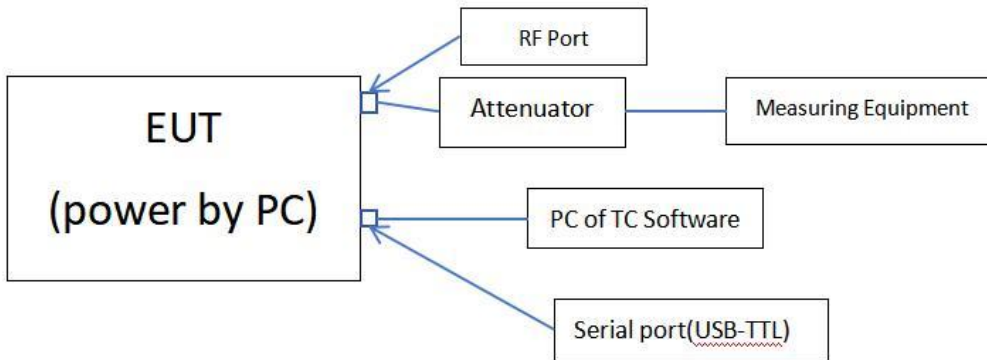 RF Port
EUT
(power by PC)
Attenuator
Measuring Equipment
PC of TC Software
Serial port(USB-TTL)